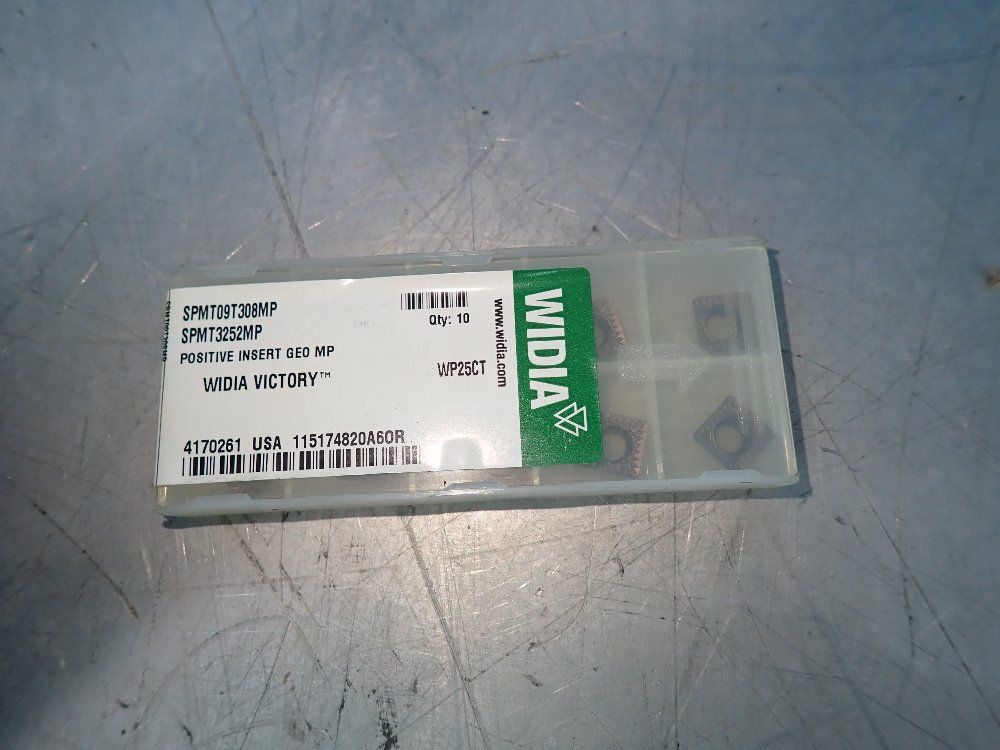 SPMT09T308MP
SPMT3252MP
POSITIVE INSERT GEO MP
WIDIA VICTORY™
Qty: 10
WP25CT
4170261 USA 115174820A60R
www.widia.com
WIDIA